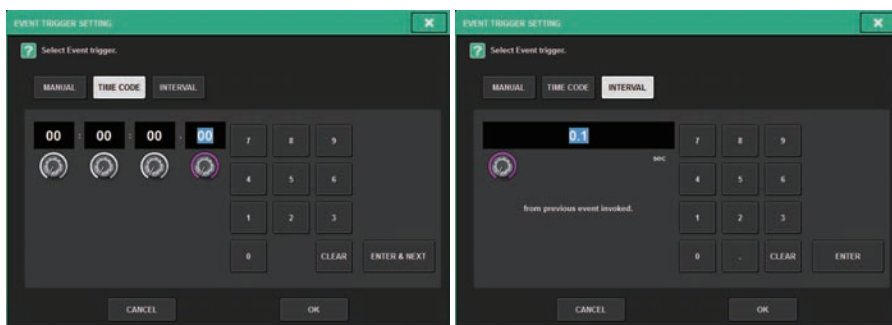 EVENT TRIGGER SETTING
Select Event trigger.
MANUAL TIME CODE INTERVAL
00 : 00 : 00 . 00
7 8 9
4 5 6
1 2 3
0 CLEAR ENTER & NEXT
CANCEL OK
EVENT TRIGGER SETTING
Select Event trigger.
MANUAL TIME CODE INTERVAL
0.1
sec
from previous event invoked.
7 8 9
4 5 6
1 2 3
0 . CLEAR ENTER
CANCEL OK